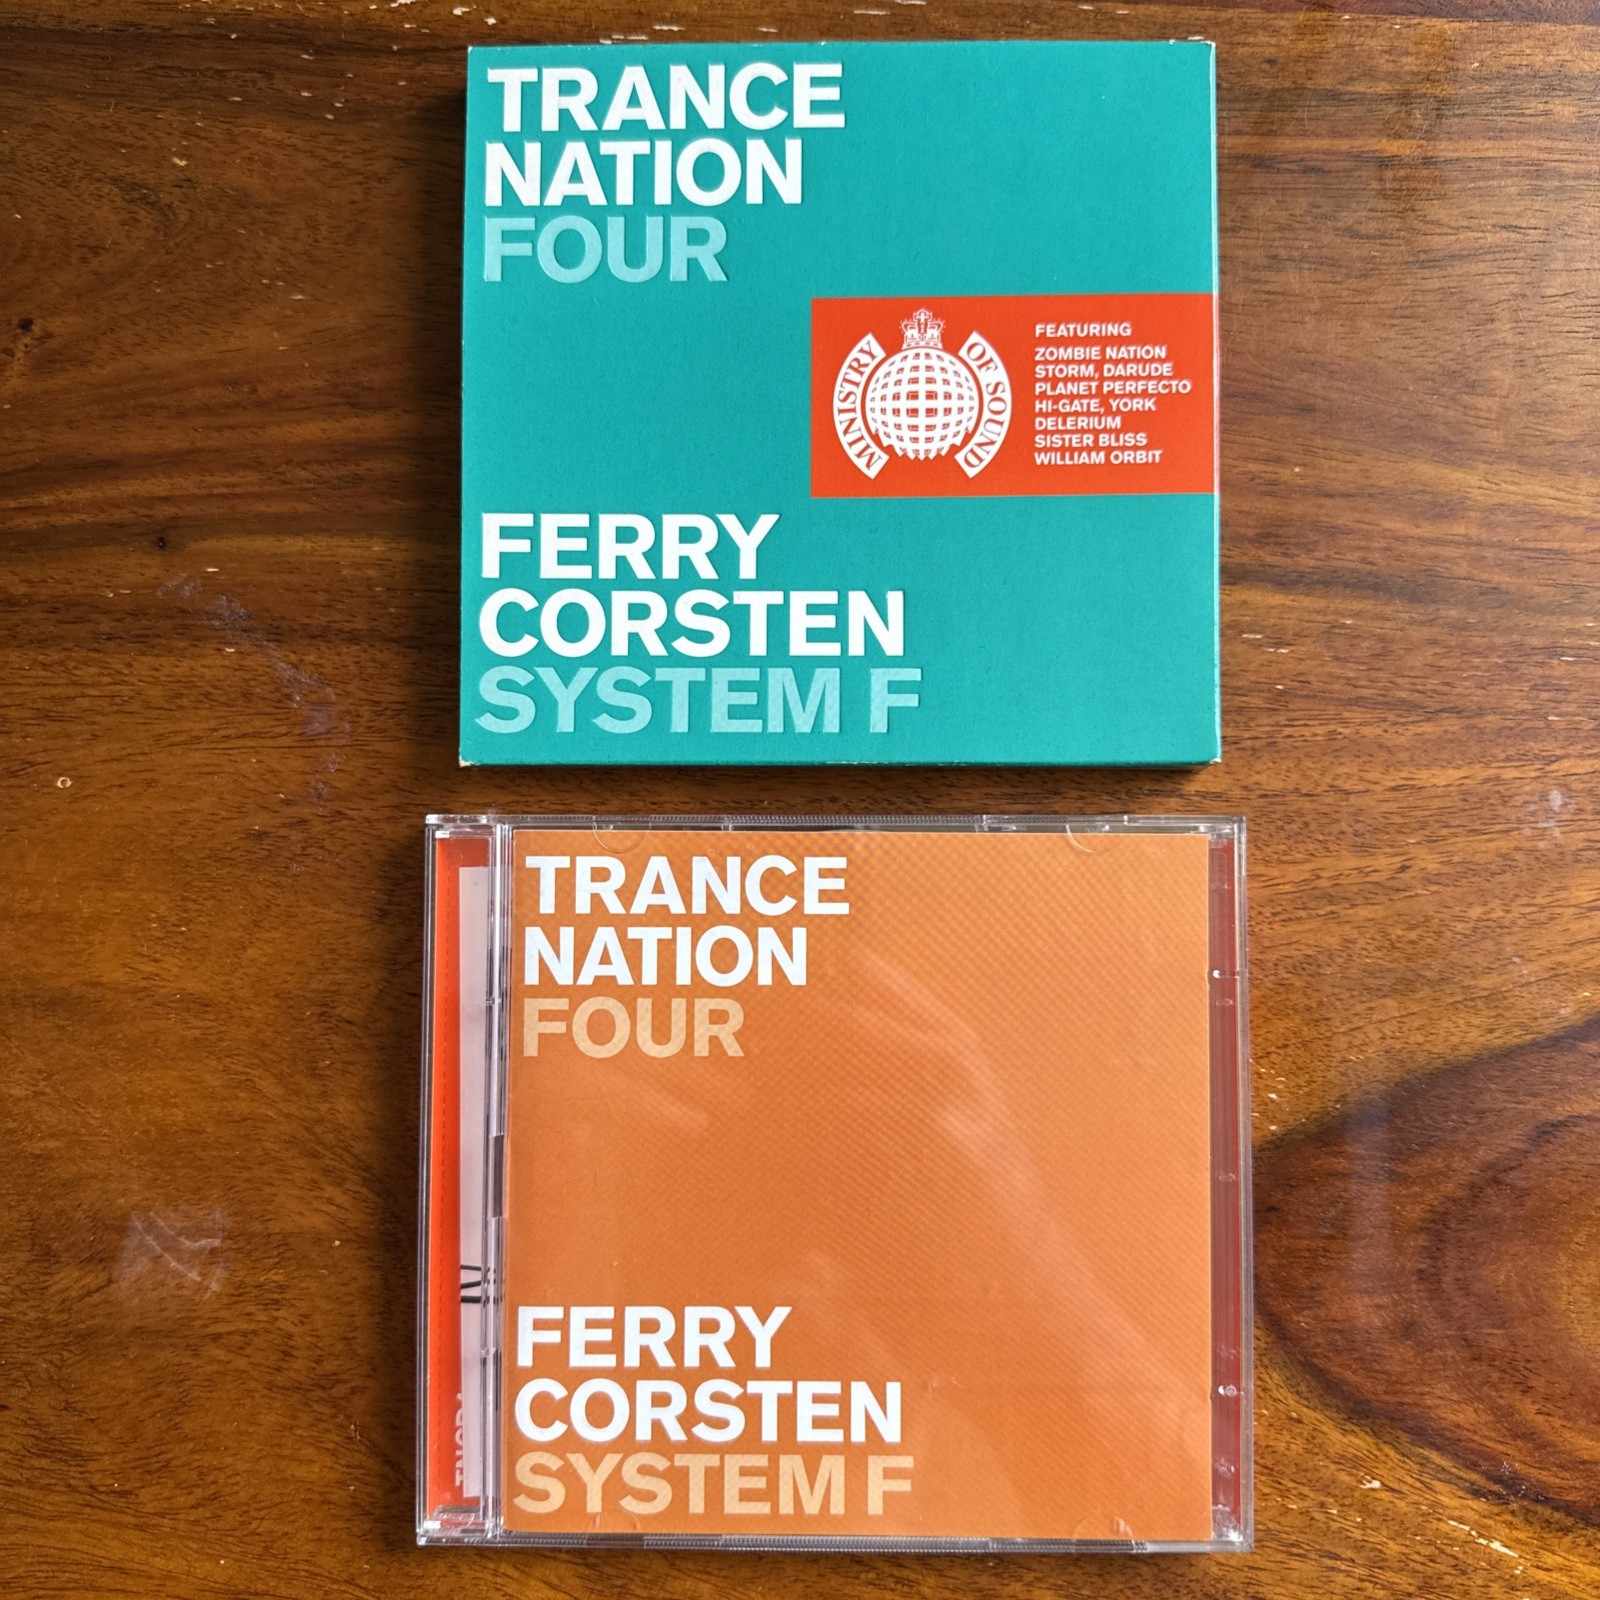 TRANCE
NATION
FOUR
MINISTRY OF SOUND
FEATURING
ZOMBIE NATION
STORM, DARUDE
PLANET PERFECTO
HI-GATE, YORK
DELERIUM
SISTER BLISS
WILLIAM ORBIT
FERRY
CORSTEN
SYSTEM F
TRANCE
NATION
FOUR
FERRY
CORSTEN
SYSTEM F